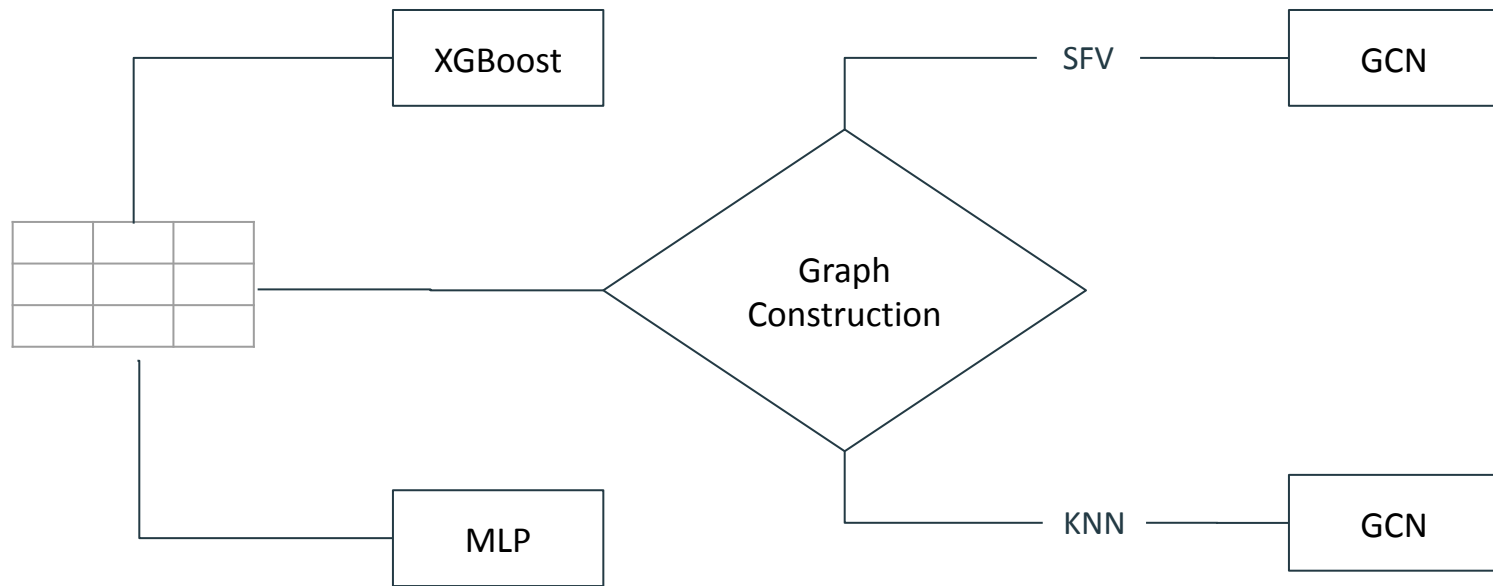 XGBoost
SFV
GCN
Graph
Construction
MLP
KNN
GCN